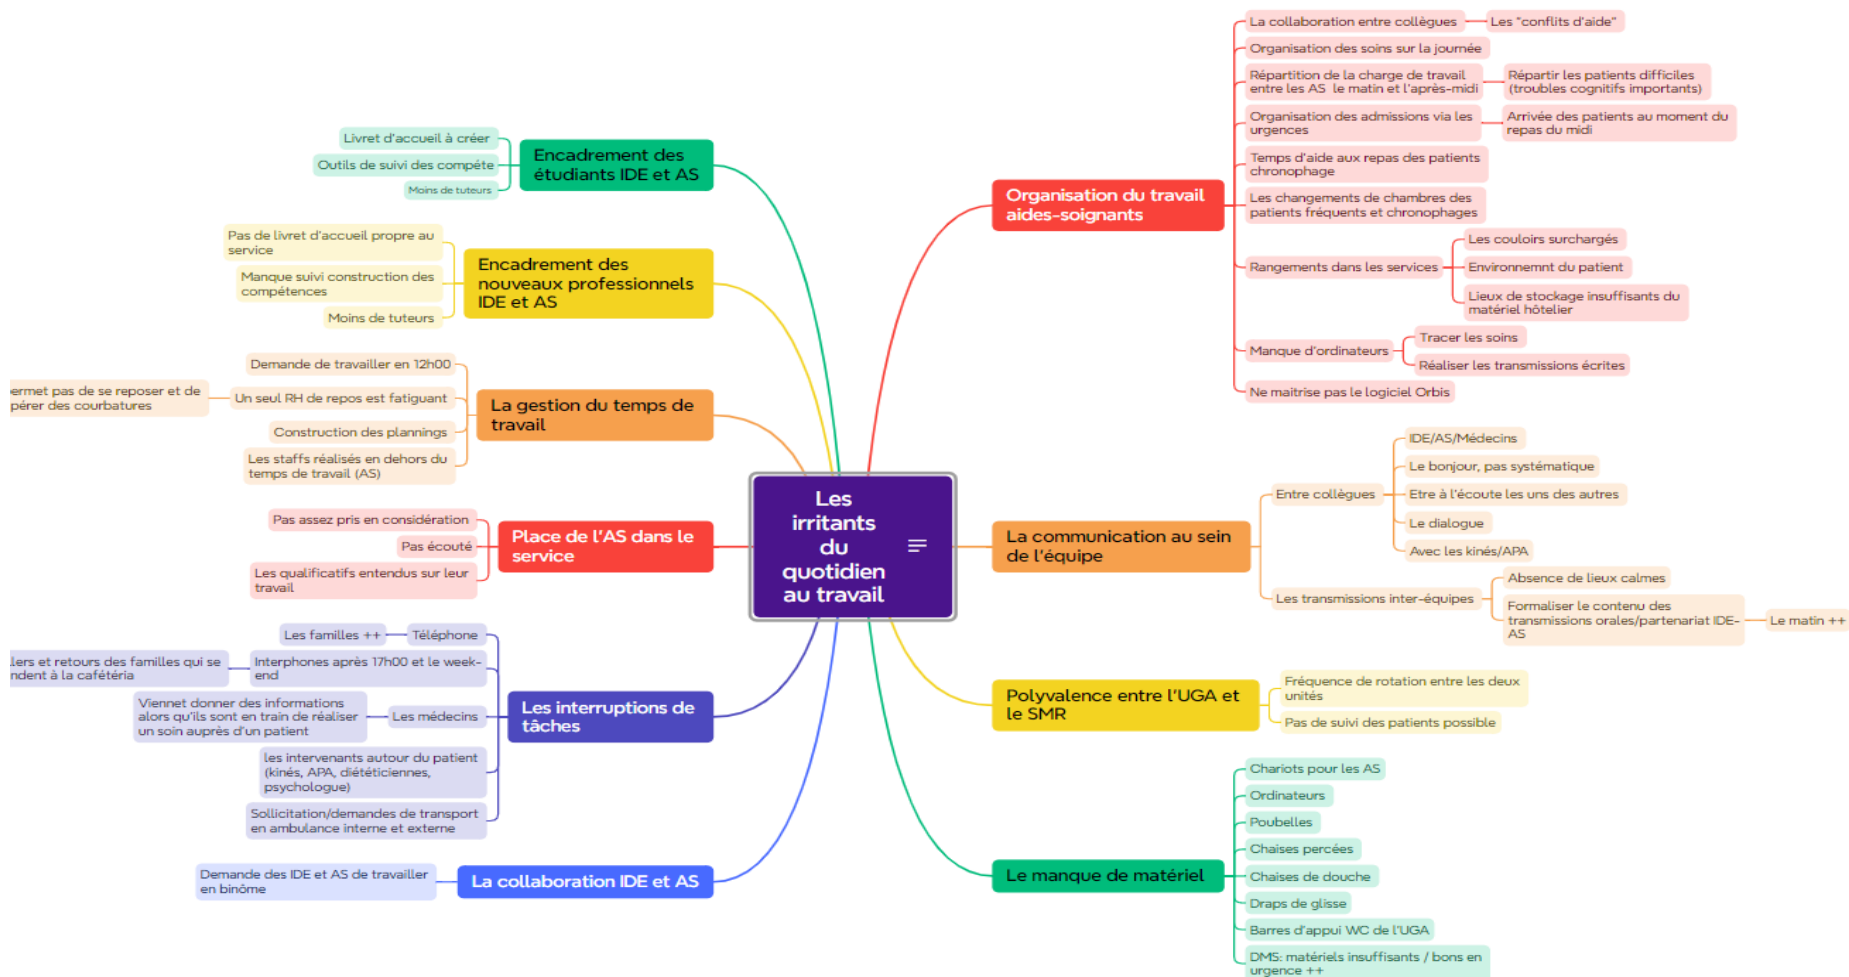 Les
irritants
du
quotidien
au travail
Encadrement des
étudiants IDE et AS
Livret d'accueil à créer
Outils de suivi des compéte
Moins de tuteurs
Encadrement des
nouveaux professionnels
IDE et AS
Pas de livret d'accueil propre au
service
Manque suivi construction des
compétences
Moins de tuteurs
La gestion du temps de
travail
Demande de travailler en 12h00
Un seul RH de repos est fatiguant
permet pas de se reposer et de
pérer des courbatures
Construction des plannings
Les staffs réalisés en dehors du
temps de travail (AS)
Place de l'AS dans le
service
Pas assez pris en considération
Pas écouté
Les qualificatifs entendus sur leur
travail
Les interruptions de
tâches
Téléphone
Les familles ++
Interphones après 17h00 et le week-
end
llers et retours des familles qui se
ndent à la cafétéria
Les médecins
Viennet donner des informations
alors qu'ils sont en train de réaliser
un soin auprès d'un patient
les intervenants autour du patient
(kinés, APA, diététiciennes,
psychologue)
Sollicitation/demandes de transport
en ambulance interne et externe
La collaboration IDE et AS
Demande des IDE et AS de travailler
en binôme
Organisation du travail
aides-soignants
La collaboration entre collègues
Les "conflits d'aide"
Organisation des soins sur la journée
Répartition de la charge de travail
entre les AS le matin et l'après-midi
Répartir les patients difficiles
(troubles cognitifs importants)
Organisation des admissions via les
urgences
Arrivée des patients au moment du
repas du midi
Temps d'aide aux repas des patients
chronophage
Les changements de chambres des
patients fréquents et chronophages
Rangements dans les services
Les couloirs surchargés
Environnemnt du patient
Lieux de stockage insuffisants du
matériel hôtelier
Manque d'ordinateurs
Tracer les soins
Réaliser les transmissions écrites
Ne maitrise pas le logiciel Orbis
La communication au sein
de l'équipe
Entre collègues
IDE/AS/Médecins
Le bonjour, pas systématique
Etre à l'écoute les uns des autres
Le dialogue
Avec les kinés/APA
Les transmissions inter-équipes
Absence de lieux calmes
Formaliser le contenu des
transmissions orales/partenariat IDE-
AS
Le matin ++
Polyvalence entre l'UGA et
le SMR
Fréquence de rotation entre les deux
unités
Pas de suivi des patients possible
Le manque de matériel
Chariots pour les AS
Ordinateurs
Poubelles
Chaises percées
Chaises de douche
Draps de glisse
Barres d'appui WC de l'UGA
DMS: matériels insuffisants / bons en
urgence ++